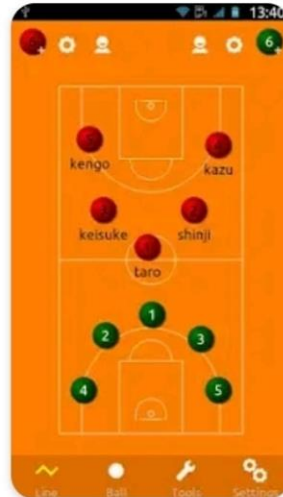 13:40
6
kengo
kazu
keisuke
shinji
taro
1
2
3
4
5
Line
Ball
Tools
Settings